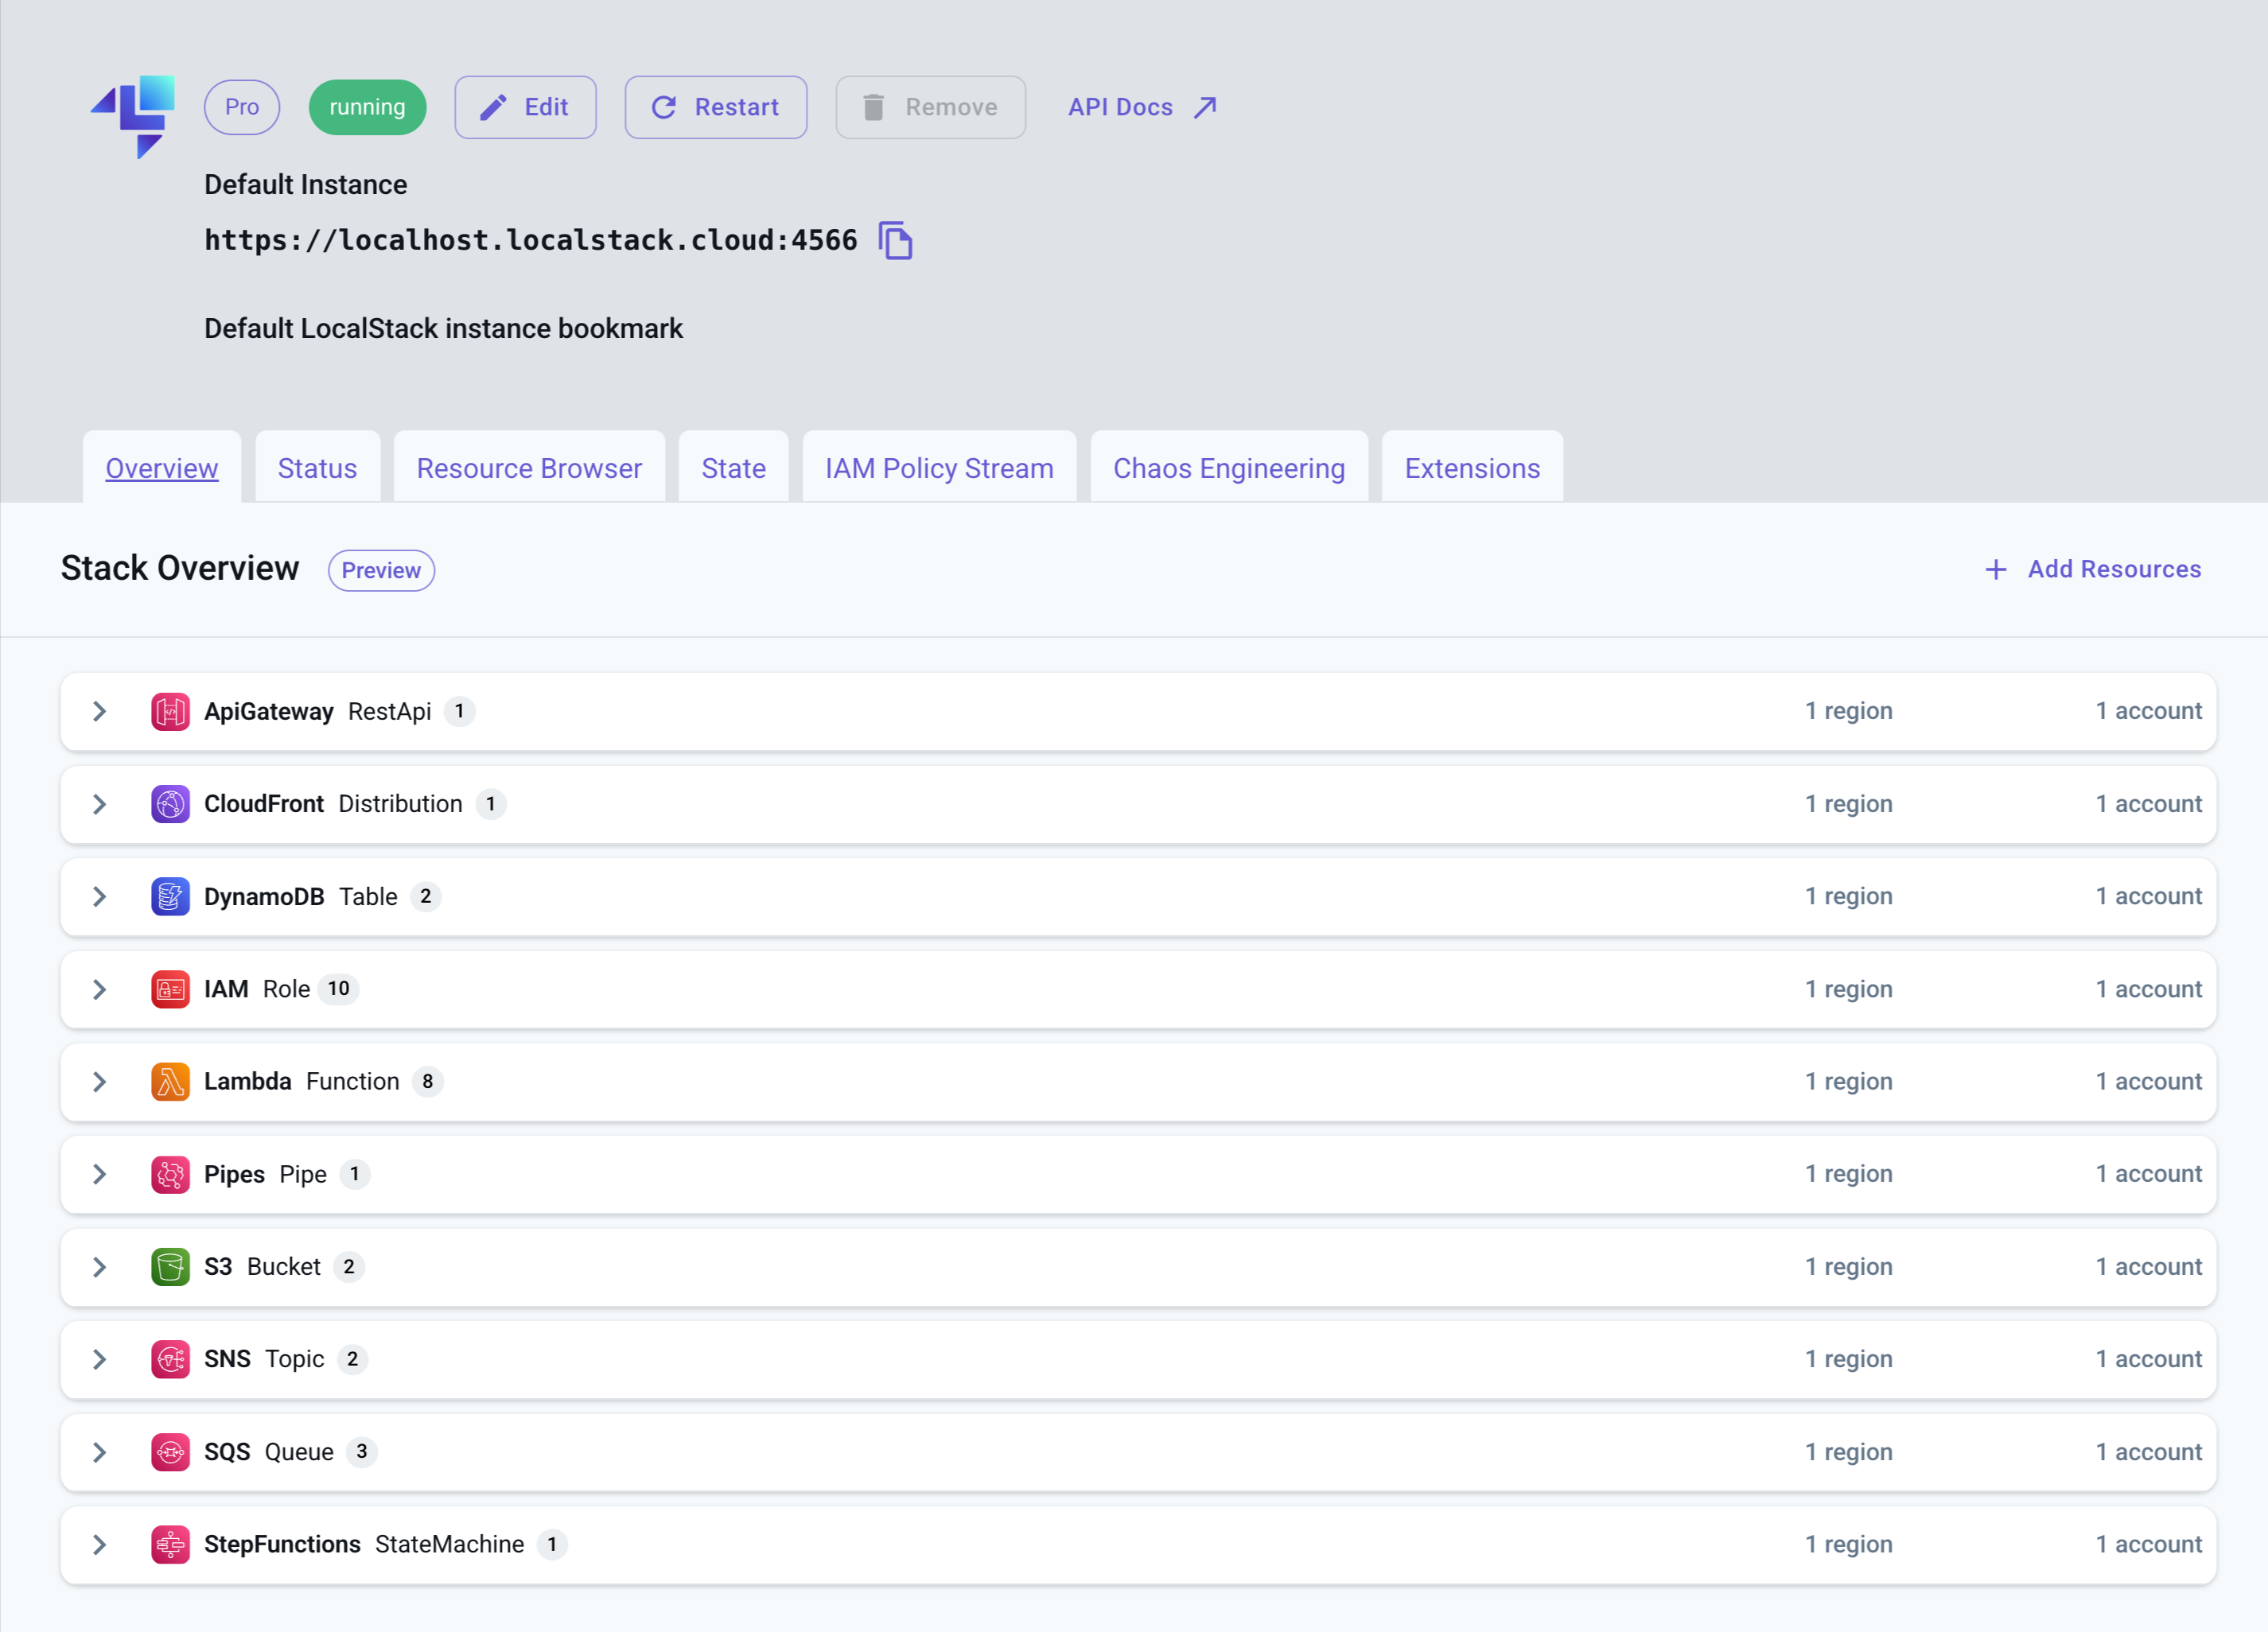 Pro running Edit Restart Remove API Docs
Default Instance
https://localhost.localstack.cloud:4566
Default LocalStack instance bookmark
Overview Status Resource Browser State IAM Policy Stream Chaos Engineering Extensions
Stack Overview Preview + Add Resources
ApiGateway RestApi 1 1 region 1 account
CloudFront Distribution 1 1 region 1 account
DynamoDB Table 2 1 region 1 account
IAM Role 10 1 region 1 account
Lambda Function 8 1 region 1 account
Pipes Pipe 1 1 region 1 account
S3 Bucket 2 1 region 1 account
SNS Topic 2 1 region 1 account
SQS Queue 3 1 region 1 account
StepFunctions StateMachine 1 1 region 1 account